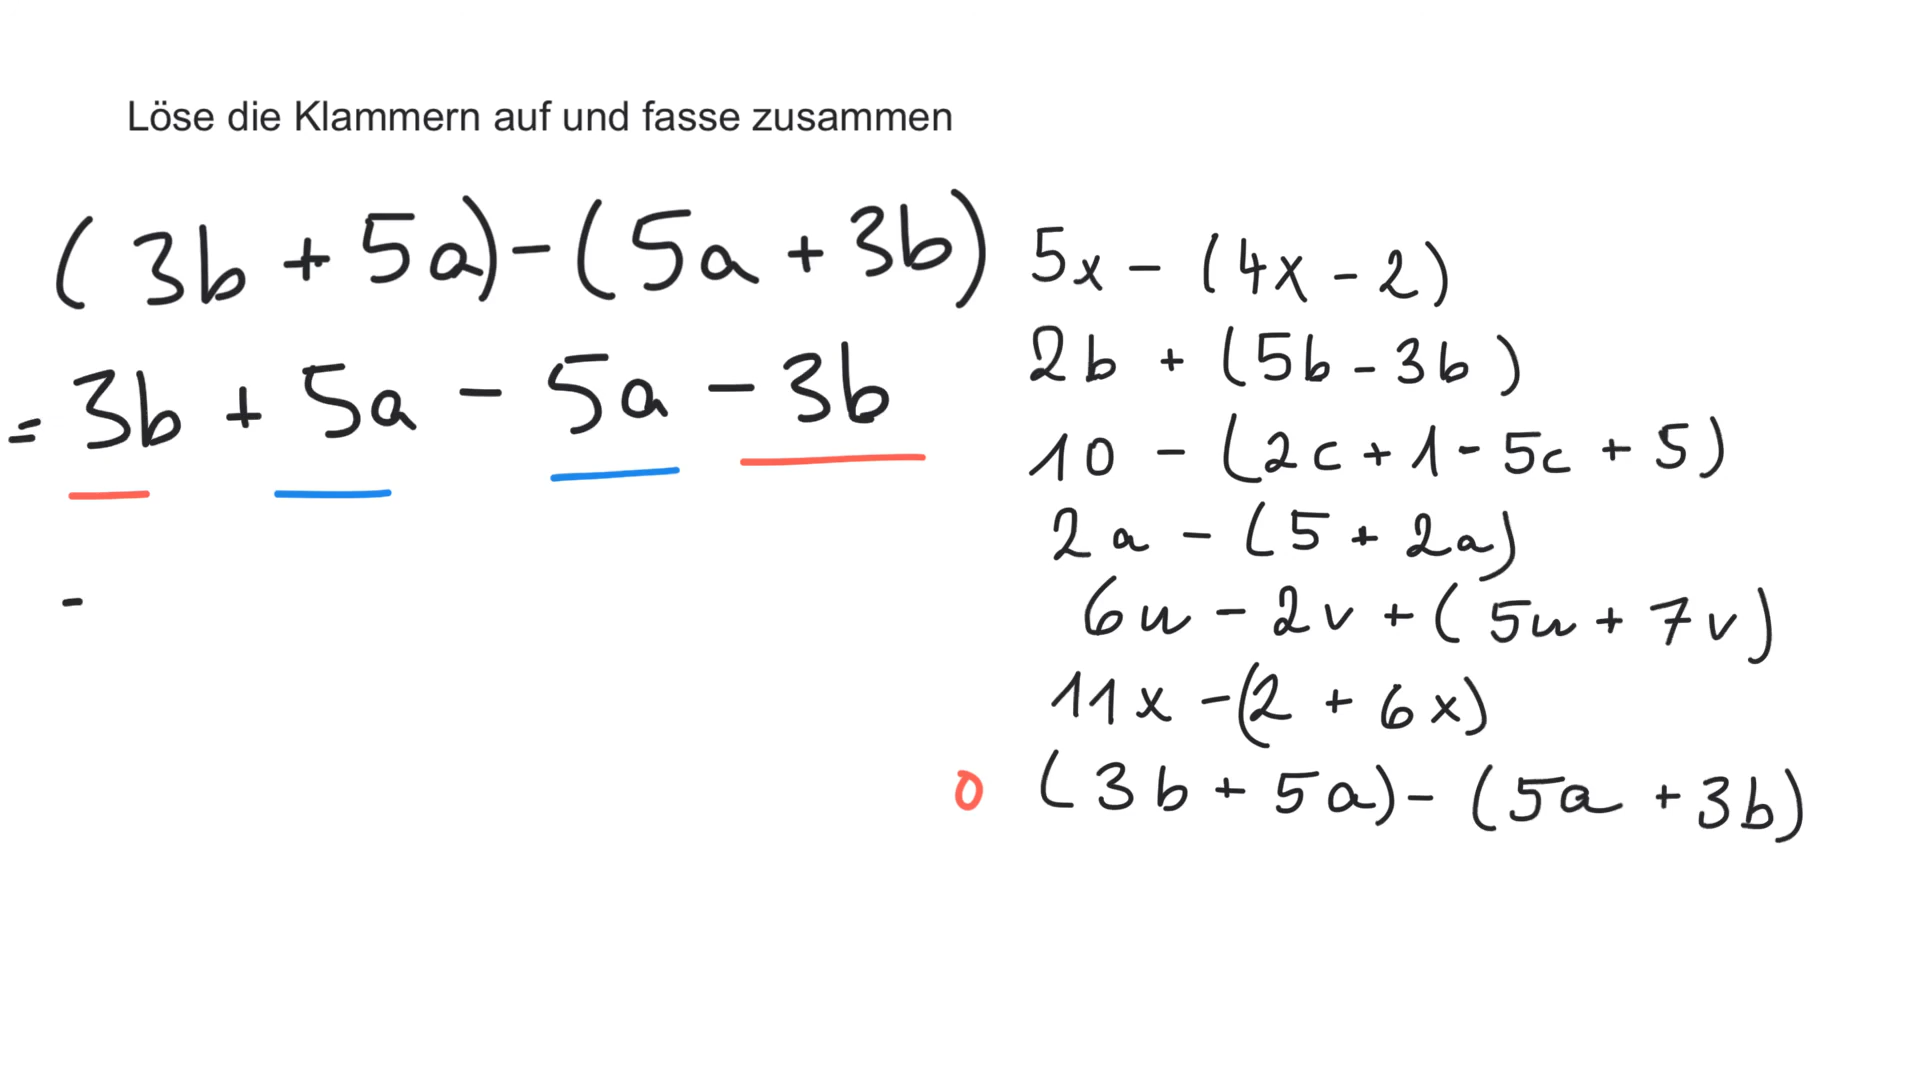 Löse die Klammern auf und fasse zusammen
(3b + 5a) - (5a + 3b)
= 3b + 5a - 5a - 3b
-
5x - (4x - 2)
2b + (5b - 3b)
10 - (2c + 1 - 5c + 5)
2a - (5 + 2a)
6u - 2v + (5u + 7v)
11x - (2 + 6x)
0 (3b + 5a) - (5a + 3b)